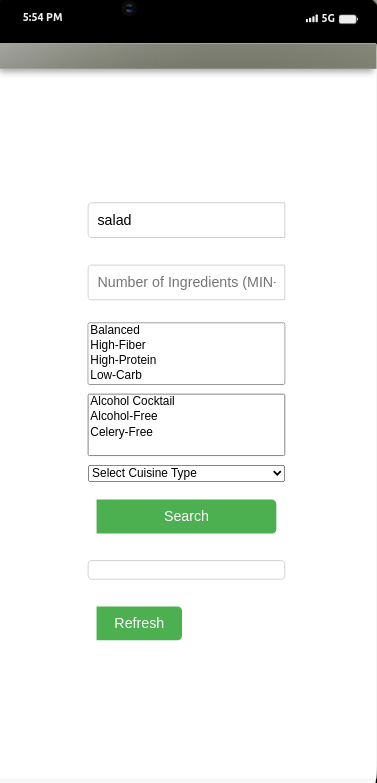 5:54 PM
5G
salad
Number of Ingredients (MIN-
Balanced
High-Fiber
High-Protein
Low-Carb
Alcohol Cocktail
Alcohol-Free
Celery-Free
Select Cuisine Type
Search
Refresh